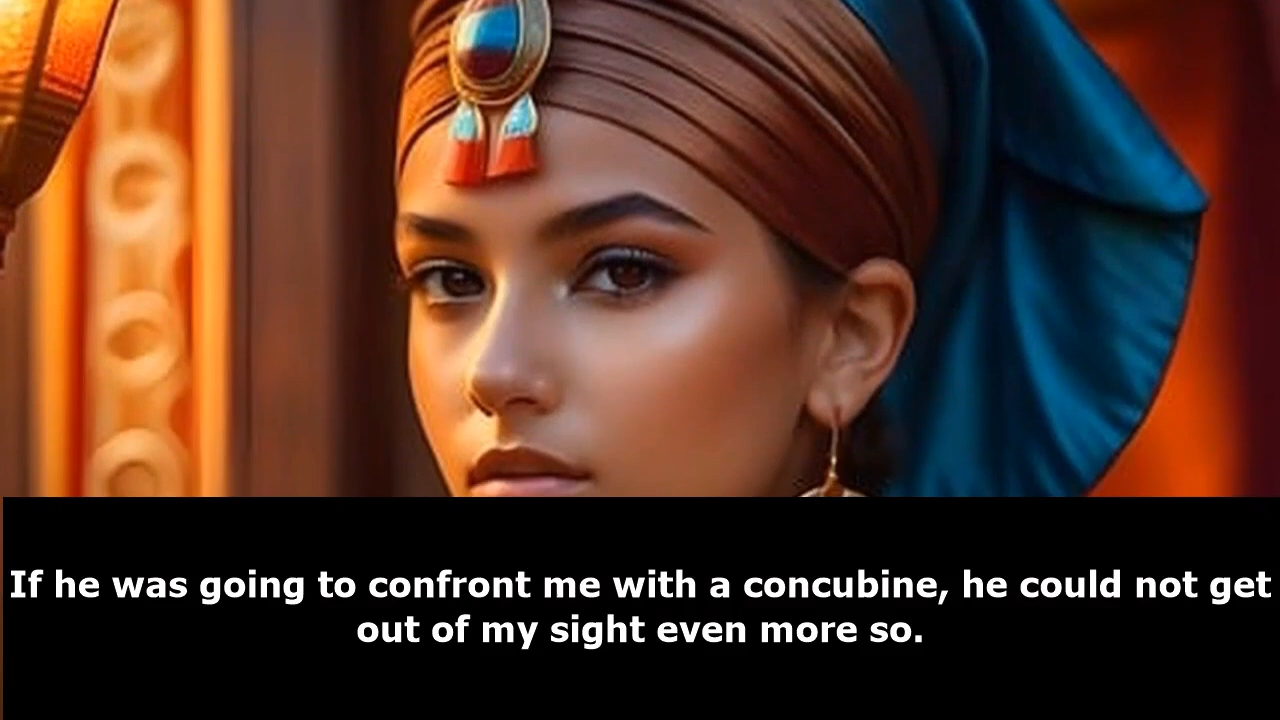 If he was going to confront me with a concubine, he could not get
out of my sight even more so.